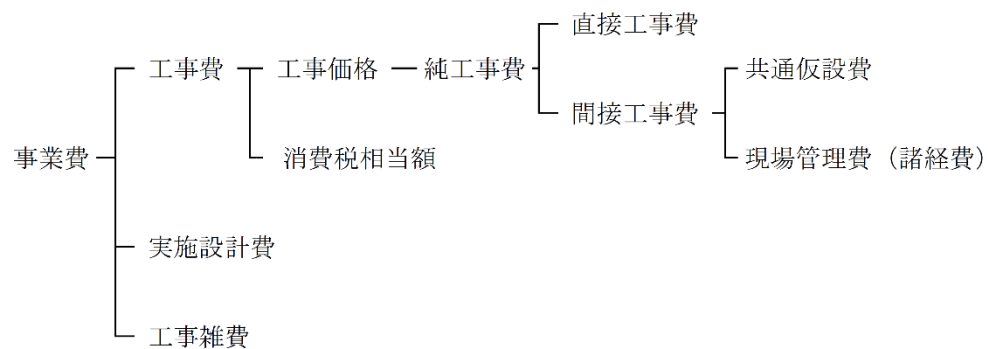 直接工事費
工事費 工事価格 純工事費 共通仮設費
間接工事費
事業費 消費税相当額 現場管理費（諸経費）
実施設計費
工事雑費